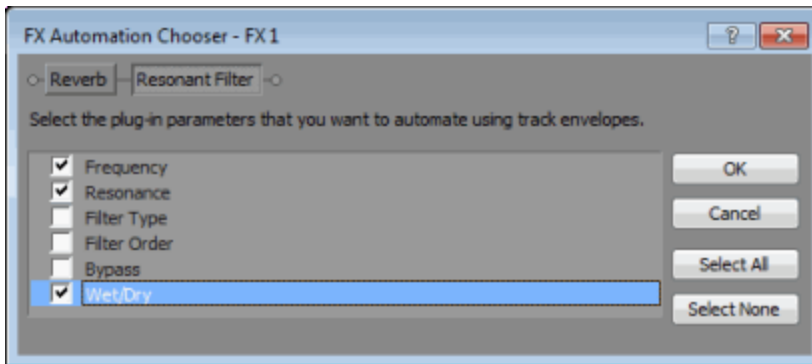 FX Automation Chooser - FX 1
Reverb Resonant Filter
Select the plug-in parameters that you want to automate using track envelopes.
Frequency
Resonance
Filter Type
Filter Order
Bypass
Wet/Dry
OK
Cancel
Select All
Select None